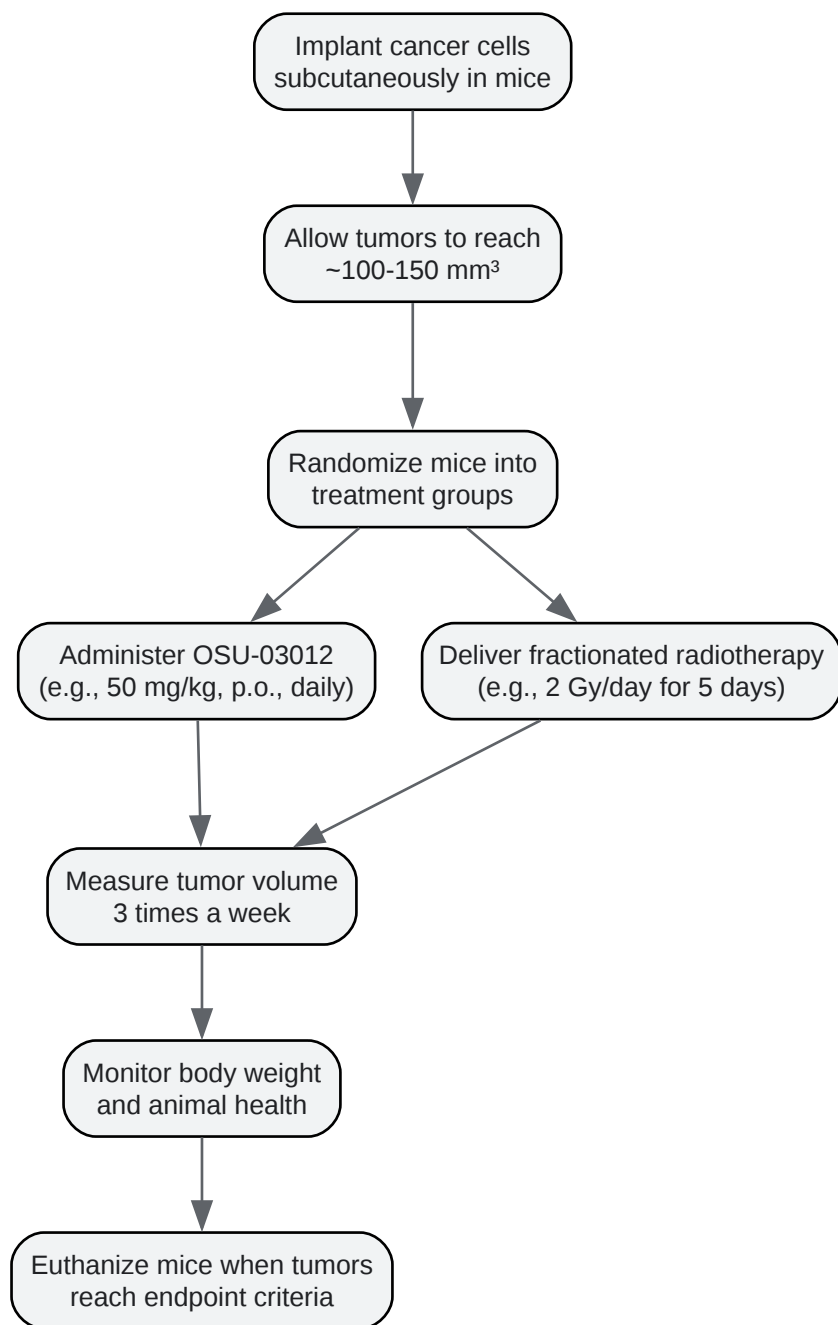 Implant cancer cells
subcutaneously in mice
Allow tumors to reach
~100-150 mm³
Randomize mice into
treatment groups
Administer OSU-03012
(e.g., 50 mg/kg, p.o., daily)
Deliver fractionated radiotherapy
(e.g., 2 Gy/day for 5 days)
Measure tumor volume
3 times a week
Monitor body weight
and animal health
Euthanize mice when tumors
reach endpoint criteria